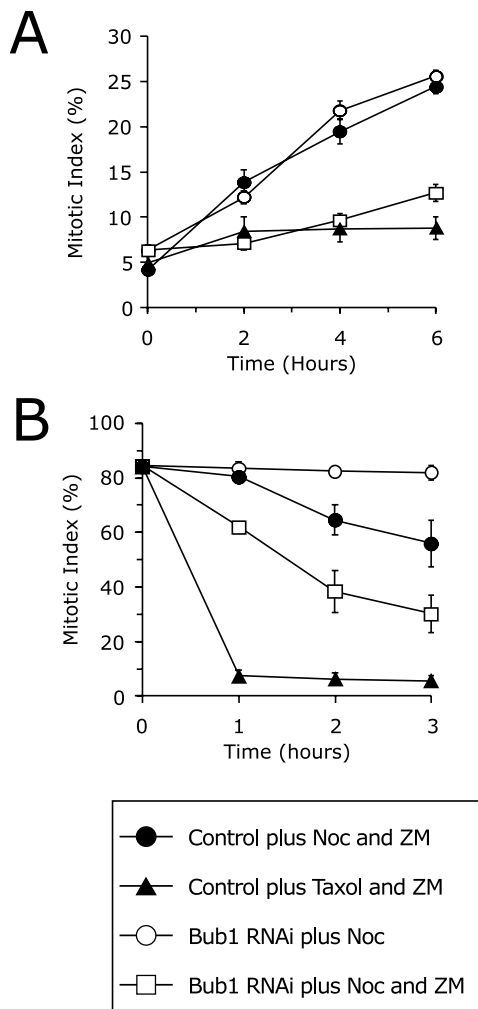 A
Mitotic Index (%)
30
25
20
15
10
5
0
0 2 4 6
Time (Hours)
B
Mitotic Index (%)
100
80
60
40
20
0
0 1 2 3
Time (hours)
Control plus Noc and ZM
Control plus Taxol and ZM
Bub1 RNAi plus Noc
Bub1 RNAi plus Noc and ZM